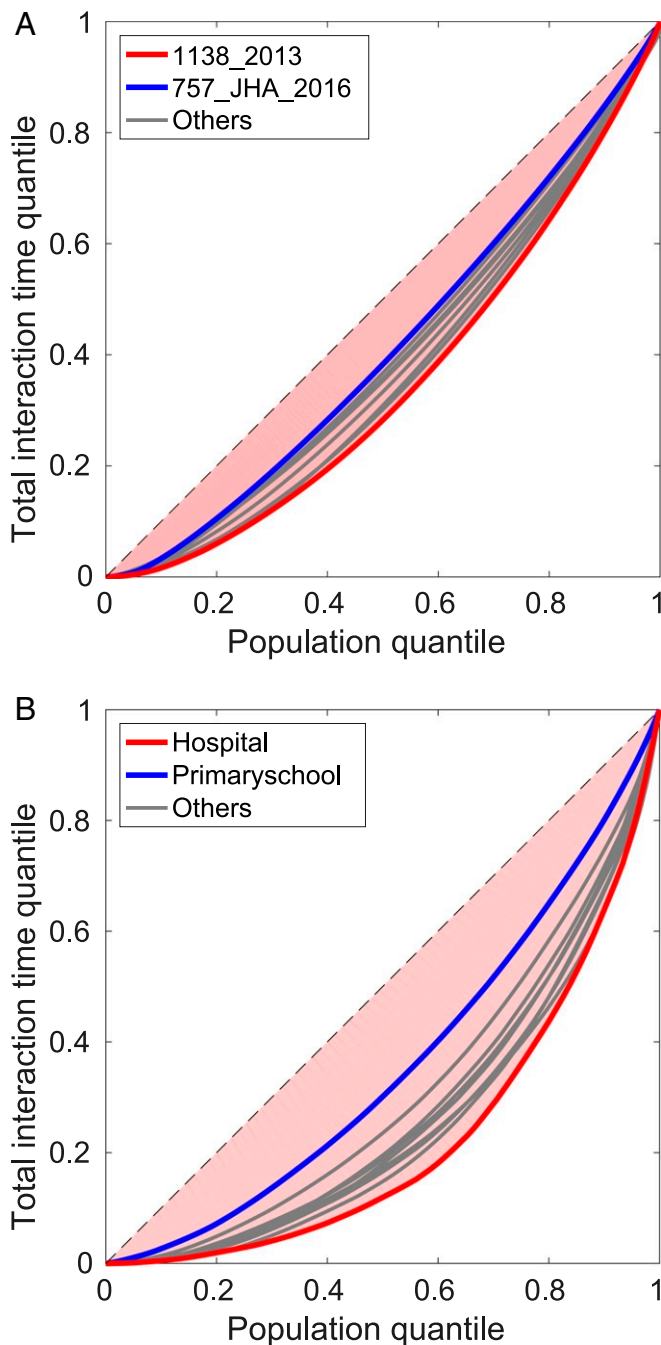 A
1138_2013
757_JHA_2016
Others
Total interaction time quantile
1
0.8
0.6
0.4
0.2
0
0 0.2 0.4 0.6 0.8 1
Population quantile
B
Hospital
Primaryschool
Others
Total interaction time quantile
1
0.8
0.6
0.4
0.2
0
0 0.2 0.4 0.6 0.8 1
Population quantile